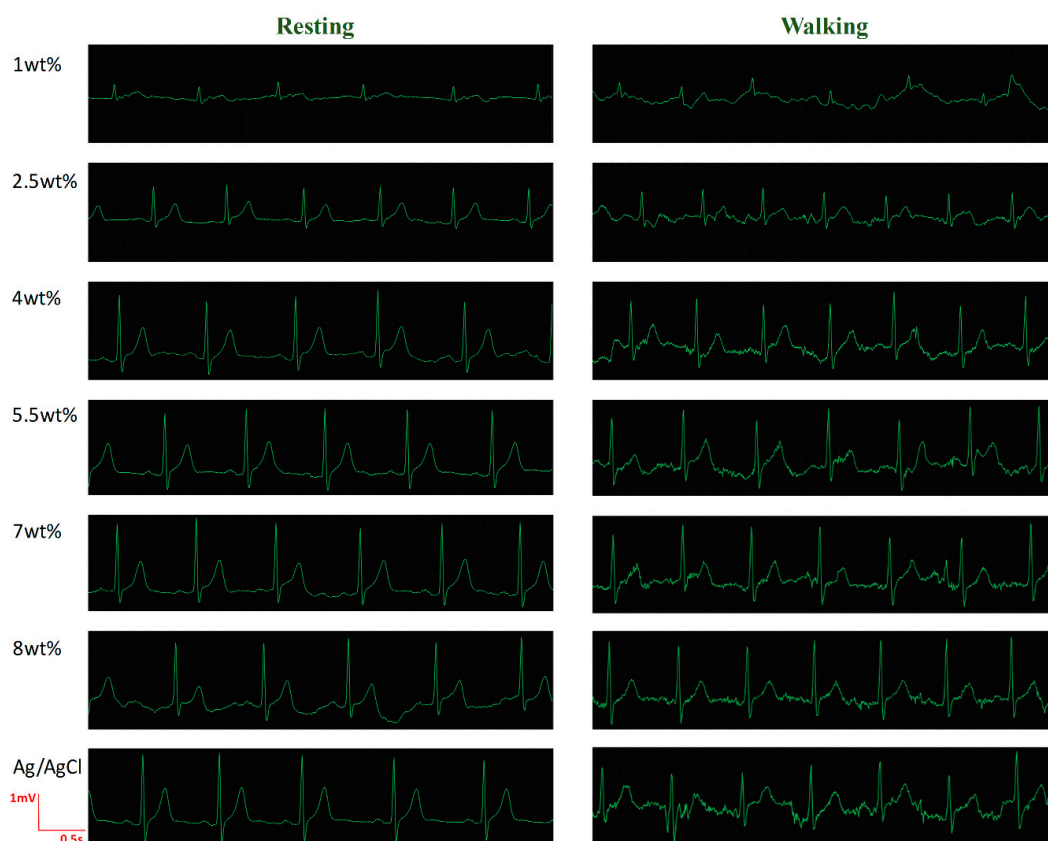 Resting Walking
1wt%
2.5wt%
4wt%
5.5wt%
7wt%
8wt%
Ag/AgCl
1mV
0.5s